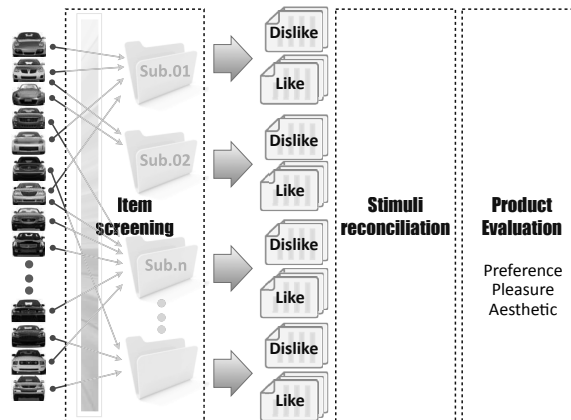 Sub.01
Dislike
Like
Sub.02
Dislike
Like
Item
screening
Sub.n
Dislike
Like
Dislike
Like
Stimuli
reconciliation
Product
Evaluation
Preference
Pleasure
Aesthetic